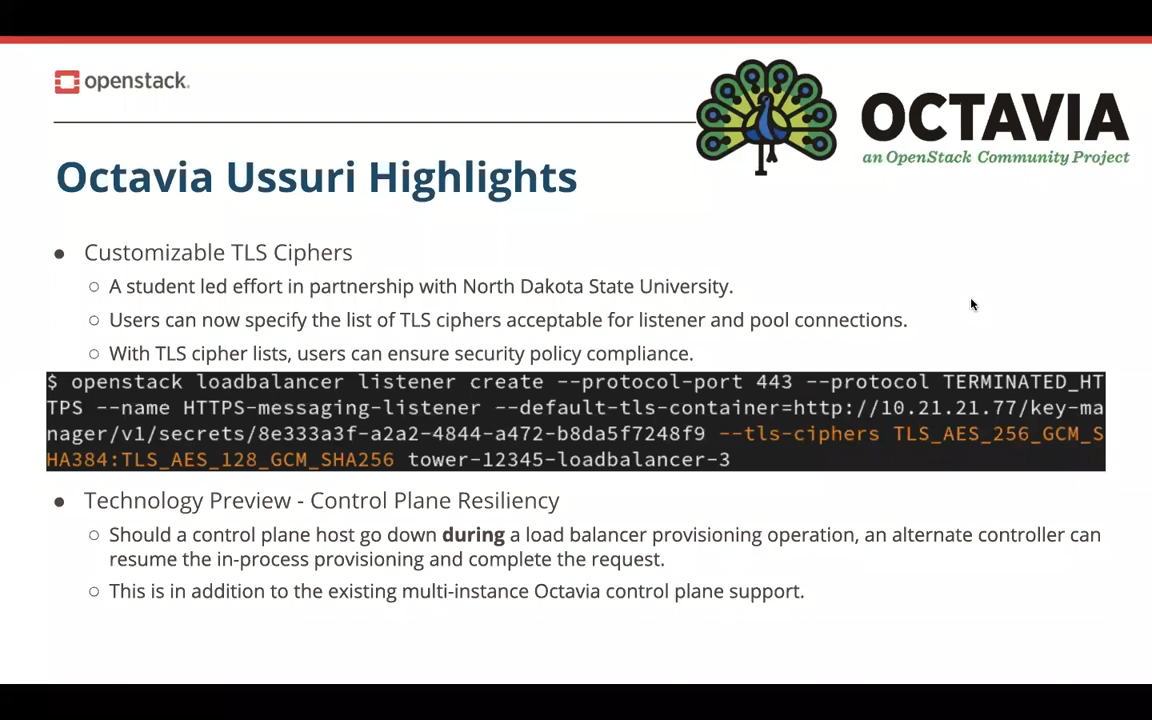 openstack.
OCTAVIA
an OpenStack Community Project
Octavia Ussuri Highlights
● Customizable TLS Ciphers
○ A student led effort in partnership with North Dakota State University.
○ Users can now specify the list of TLS ciphers acceptable for listener and pool connections.
○ With TLS cipher lists, users can ensure security policy compliance.
$ openstack loadbalancer listener create --protocol-port 443 --protocol TERMINATED_HT
TPS --name HTTPS-messaging-listener --default-tls-container=http://10.21.21.77/key-ma
nager/v1/secrets/8e333a3f-a2a2-4844-a472-b8da5f7248f9 --tls-ciphers TLS_AES_256_GCM_S
HA384:TLS_AES_128_GCM_SHA256 tower-12345-loadbalancer-3
● Technology Preview - Control Plane Resiliency
○ Should a control plane host go down during a load balancer provisioning operation, an alternate controller can
resume the in-process provisioning and complete the request.
○ This is in addition to the existing multi-instance Octavia control plane support.